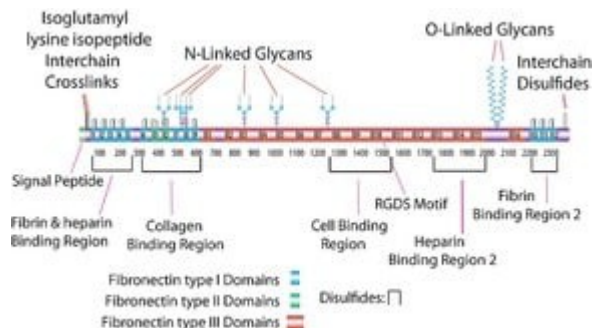 Isoglutamyl
lysine isopeptide
Interchain
Crosslinks
N-Linked Glycans
O-Linked Glycans
Interchain
Disulfides
100 200 300 400 500 600 700 800 900 1000 1100 1200 1300 1400 1500 1600 1700 1800 1900 2000 2100 2200 2300
Signal Peptide
Fibrin & heparin
Binding Region
Collagen
Binding Region
Cell Binding
Region
RGDS Motif
Heparin
Binding Region 2
Fibrin
Binding Region 2
Fibronectin type I Domains
Fibronectin type II Domains
Disulfides:
Fibronectin type III Domains